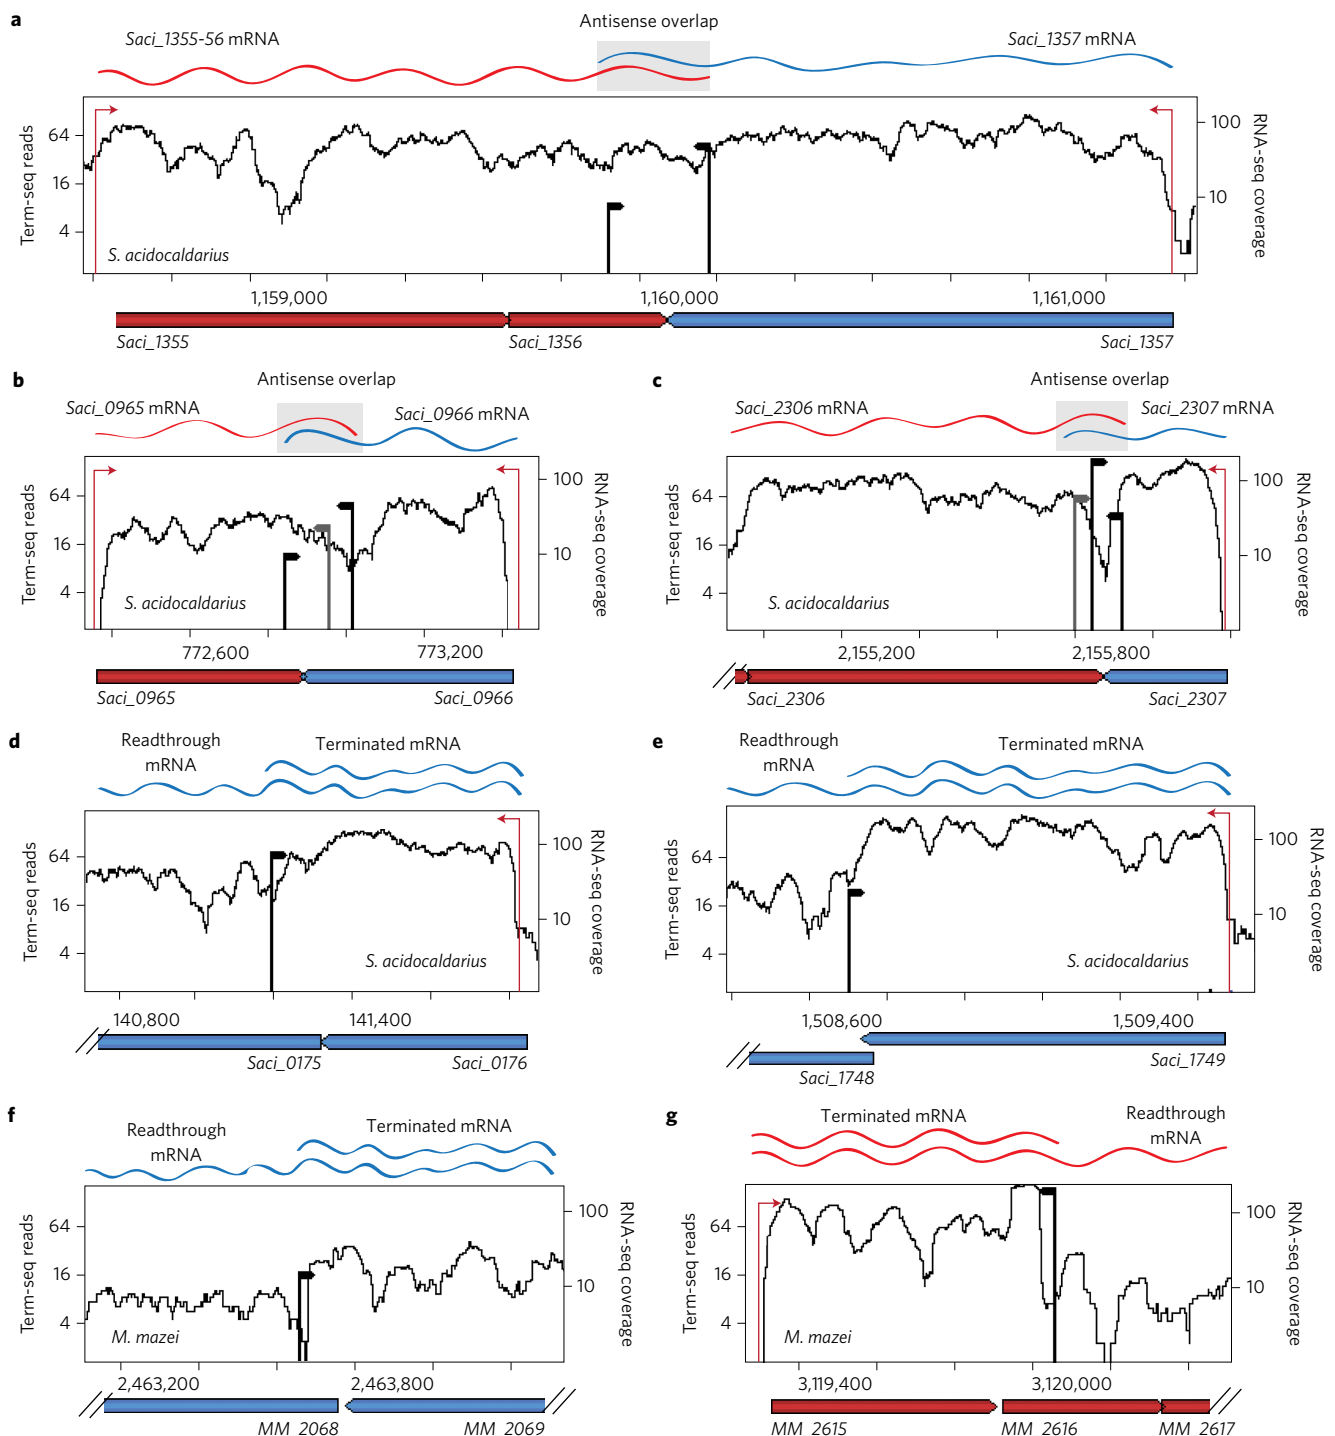 a
Antisense overlap
Saci_1355-56 mRNA
Saci_1357 mRNA
Term-seq reads
64
16
4
100
10
RNA-seq coverage
S. acidocaldarius
1,159,000
1,160,000
1,161,000
Saci_1355
Saci_1356
Saci_1357
b
Antisense overlap
Saci_0965 mRNA
Saci_0966 mRNA
Term-seq reads
64
16
4
100
10
RNA-seq coverage
S. acidocaldarius
772,600
773,200
Saci_0965
Saci_0966
c
Antisense overlap
Saci_2306 mRNA
Saci_2307 mRNA
Term-seq reads
64
16
4
100
10
RNA-seq coverage
S. acidocaldarius
2,155,200
2,155,800
Saci_2306
Saci_2307
d
Readthrough
mRNA
Terminated mRNA
Term-seq reads
64
16
4
100
10
RNA-seq coverage
S. acidocaldarius
140,800
141,400
Saci_0175
Saci_0176
e
Readthrough
mRNA
Terminated mRNA
Term-seq reads
64
16
4
100
10
RNA-seq coverage
S. acidocaldarius
1,508,600
1,509,400
Saci_1748
Saci_1749
f
Readthrough
mRNA
Terminated mRNA
Term-seq reads
64
16
4
100
10
RNA-seq coverage
M. mazei
2,463,200
2,463,800
MM_2068
MM_2069
g
Terminated mRNA
Readthrough
mRNA
Term-seq reads
64
16
4
100
10
RNA-seq coverage
M. mazei
3,119,400
3,120,000
MM_2615
MM_2616
MM_2617